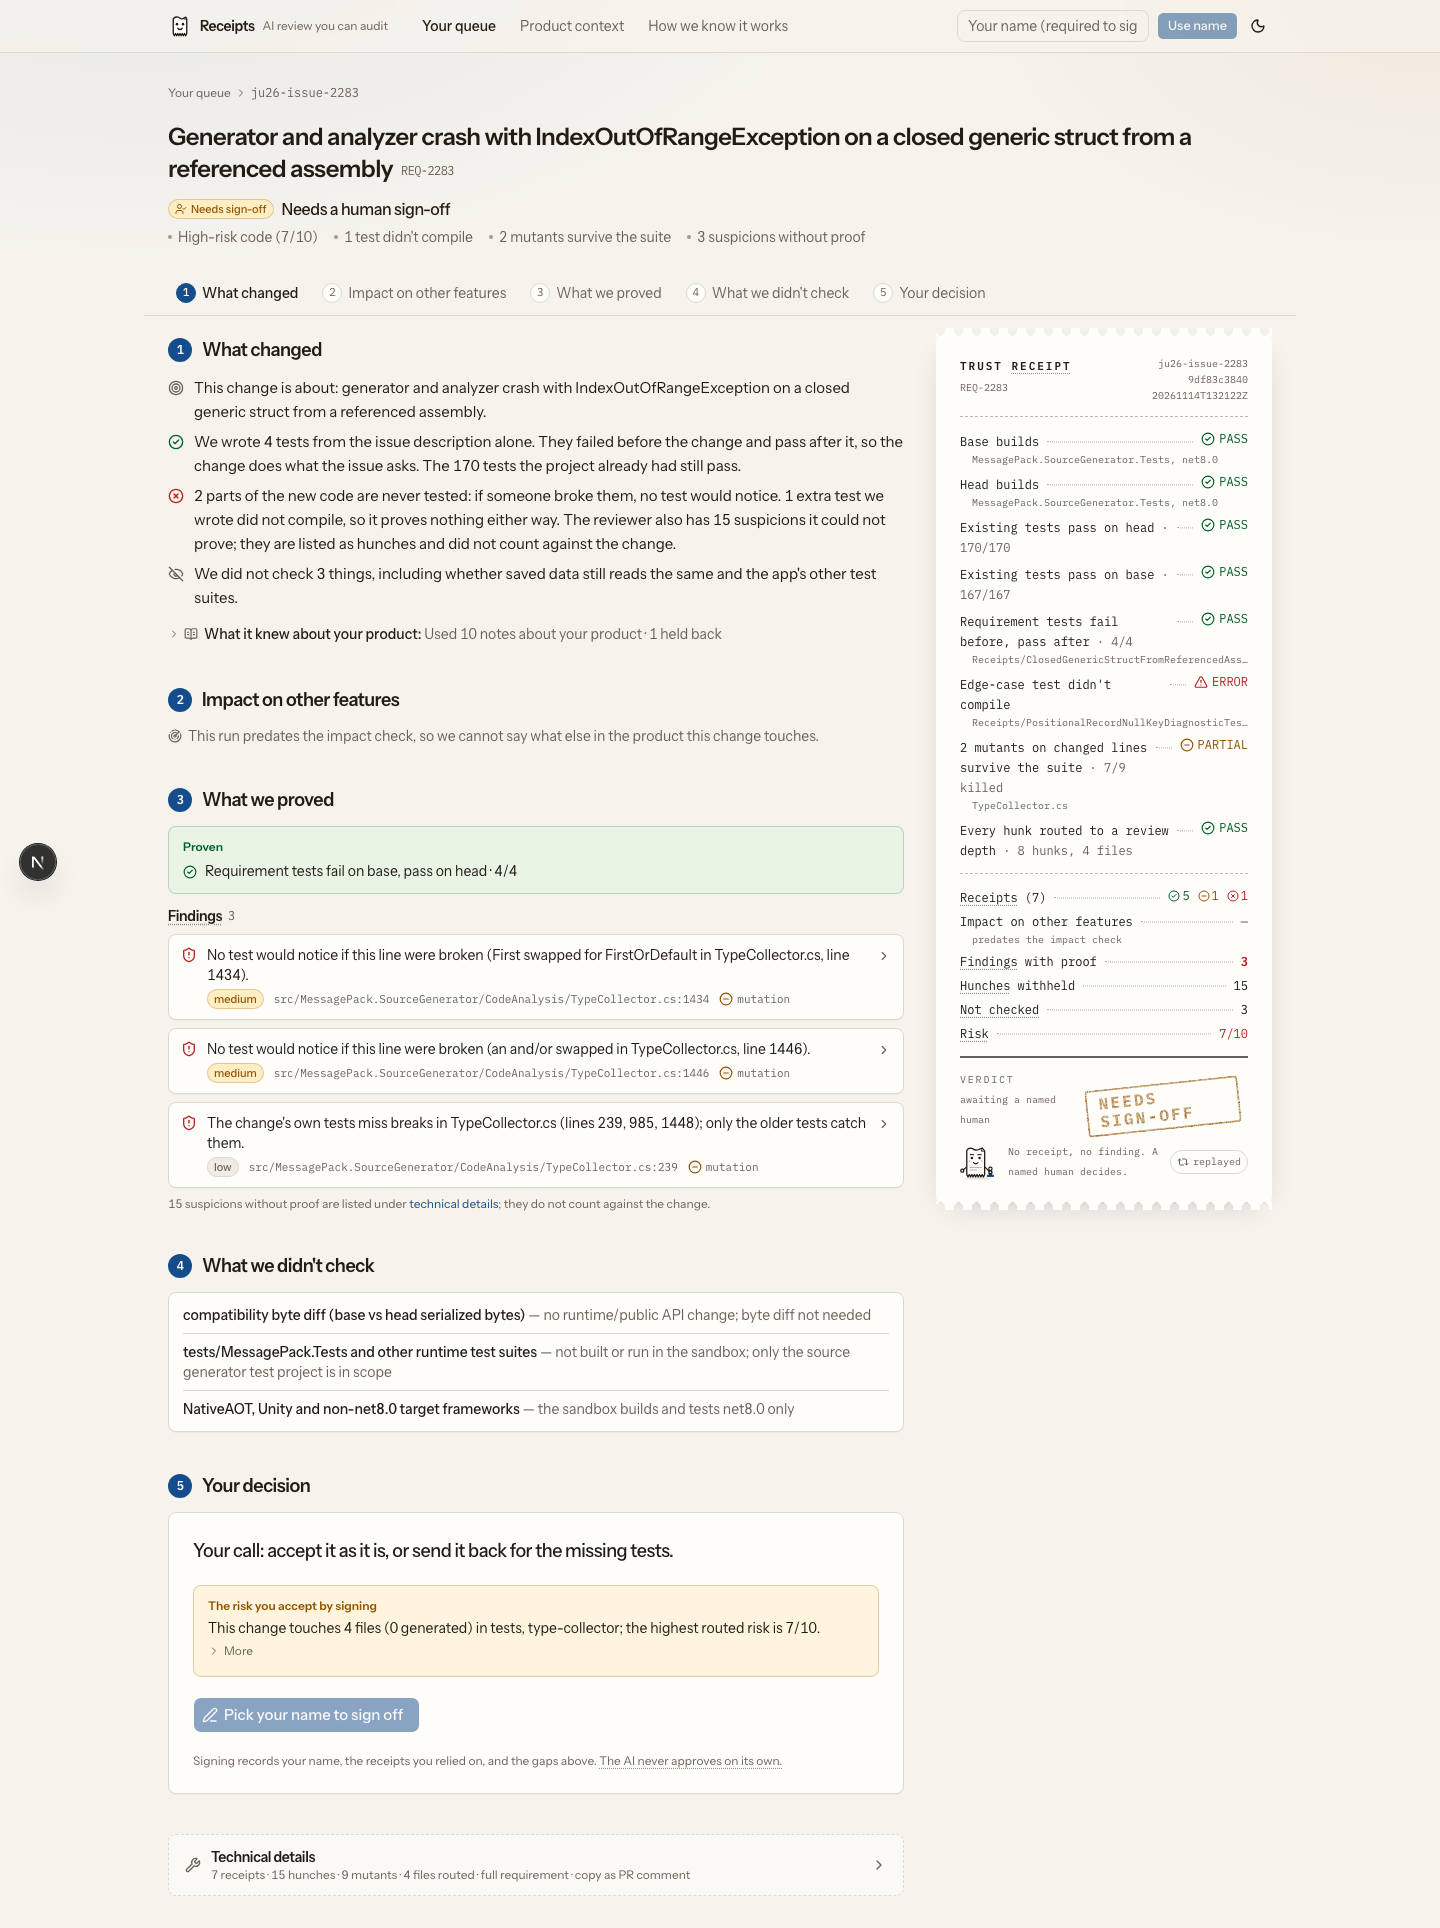 Receipts AI review you can audit Your queue Product context How we know it works Your name (required to sig Use name
Your queue > ju26-issue-2283
Generator and analyzer crash with IndexOutOfRangeException on a closed generic struct from a
referenced assembly REQ-2283
Needs sign-off Needs a human sign-off
• High-risk code (7/10) • 1 test didn't compile • 2 mutants survive the suite • 3 suspicions without proof
1 What changed 2 Impact on other features 3 What we proved 4 What we didn't check 5 Your decision
1 What changed
This change is about: generator and analyzer crash with IndexOutOfRangeException on a closed
generic struct from a referenced assembly.
We wrote 4 tests from the issue description alone. They failed before the change and pass after it, so the
change does what the issue asks. The 170 tests the project already had still pass.
2 parts of the new code are never tested: if someone broke them, no test would notice. 1 extra test we
wrote did not compile, so it proves nothing either way. The reviewer also has 15 suspicions it could not
prove; they are listed as hunches and did not count against the change.
We did not check 3 things, including whether saved data still reads the same and the app's other test
suites.
What it knew about your product: Used 10 notes about your product · 1 held back
2 Impact on other features
This run predates the impact check, so we cannot say what else in the product this change touches.
3 What we proved
Proven
Requirement tests fail on base, pass on head · 4/4
Findings 3
No test would notice if this line were broken (First swapped for FirstOrDefault in TypeCollector.cs, line
1434).
medium src/MessagePack.SourceGenerator/CodeAnalysis/TypeCollector.cs:1434 mutation
No test would notice if this line were broken (an and/or swapped in TypeCollector.cs, line 1446).
medium src/MessagePack.SourceGenerator/CodeAnalysis/TypeCollector.cs:1446 mutation
The change's own tests miss breaks in TypeCollector.cs (lines 239, 985, 1448); only the older tests catch
them.
low src/MessagePack.SourceGenerator/CodeAnalysis/TypeCollector.cs:239 mutation
15 suspicions without proof are listed under technical details; they do not count against the change.
4 What we didn't check
compatibility byte diff (base vs head serialized bytes) — no runtime/public API change; byte diff not needed
tests/MessagePack.Tests and other runtime test suites — not built or run in the sandbox; only the source
generator test project is in scope
NativeAOT, Unity and non-net8.0 target frameworks — the sandbox builds and tests net8.0 only
5 Your decision
Your call: accept it as it is, or send it back for the missing tests.
The risk you accept by signing
This change touches 4 files (0 generated) in tests, type-collector; the highest routed risk is 7/10.
More
Pick your name to sign off
Signing records your name, the receipts you relied on, and the gaps above. The AI never approves on its own.
Technical details
7 receipts · 15 hunches · 9 mutants · 4 files routed · full requirement · copy as PR comment
TRUST RECEIPT ju26-issue-2283
REQ-2283 9df83c3840
20261114T132122Z
Base builds PASS
MessagePack.SourceGenerator.Tests, net8.0
Head builds PASS
MessagePack.SourceGenerator.Tests, net8.0
Existing tests pass on head · PASS
170/170
Existing tests pass on base · PASS
167/167
Requirement tests fail PASS
before, pass after · 4/4
Receipts/ClosedGenericStructFromReferencedAss…
Edge-case test didn't ERROR
compile
Receipts/PositionalRecordNullKeyDiagnosticTes…
2 mutants on changed lines PARTIAL
survive the suite · 7/9
killed
TypeCollector.cs
Every hunk routed to a review PASS
depth · 8 hunks, 4 files
Receipts (7) 5 1 1
Impact on other features —
predates the impact check
Findings with proof 3
Hunches withheld 15
Not checked 3
Risk 7/10
VERDICT
awaiting a named
human
NEEDS
SIGN-OFF
No receipt, no finding. A
named human decides.
replayed
N